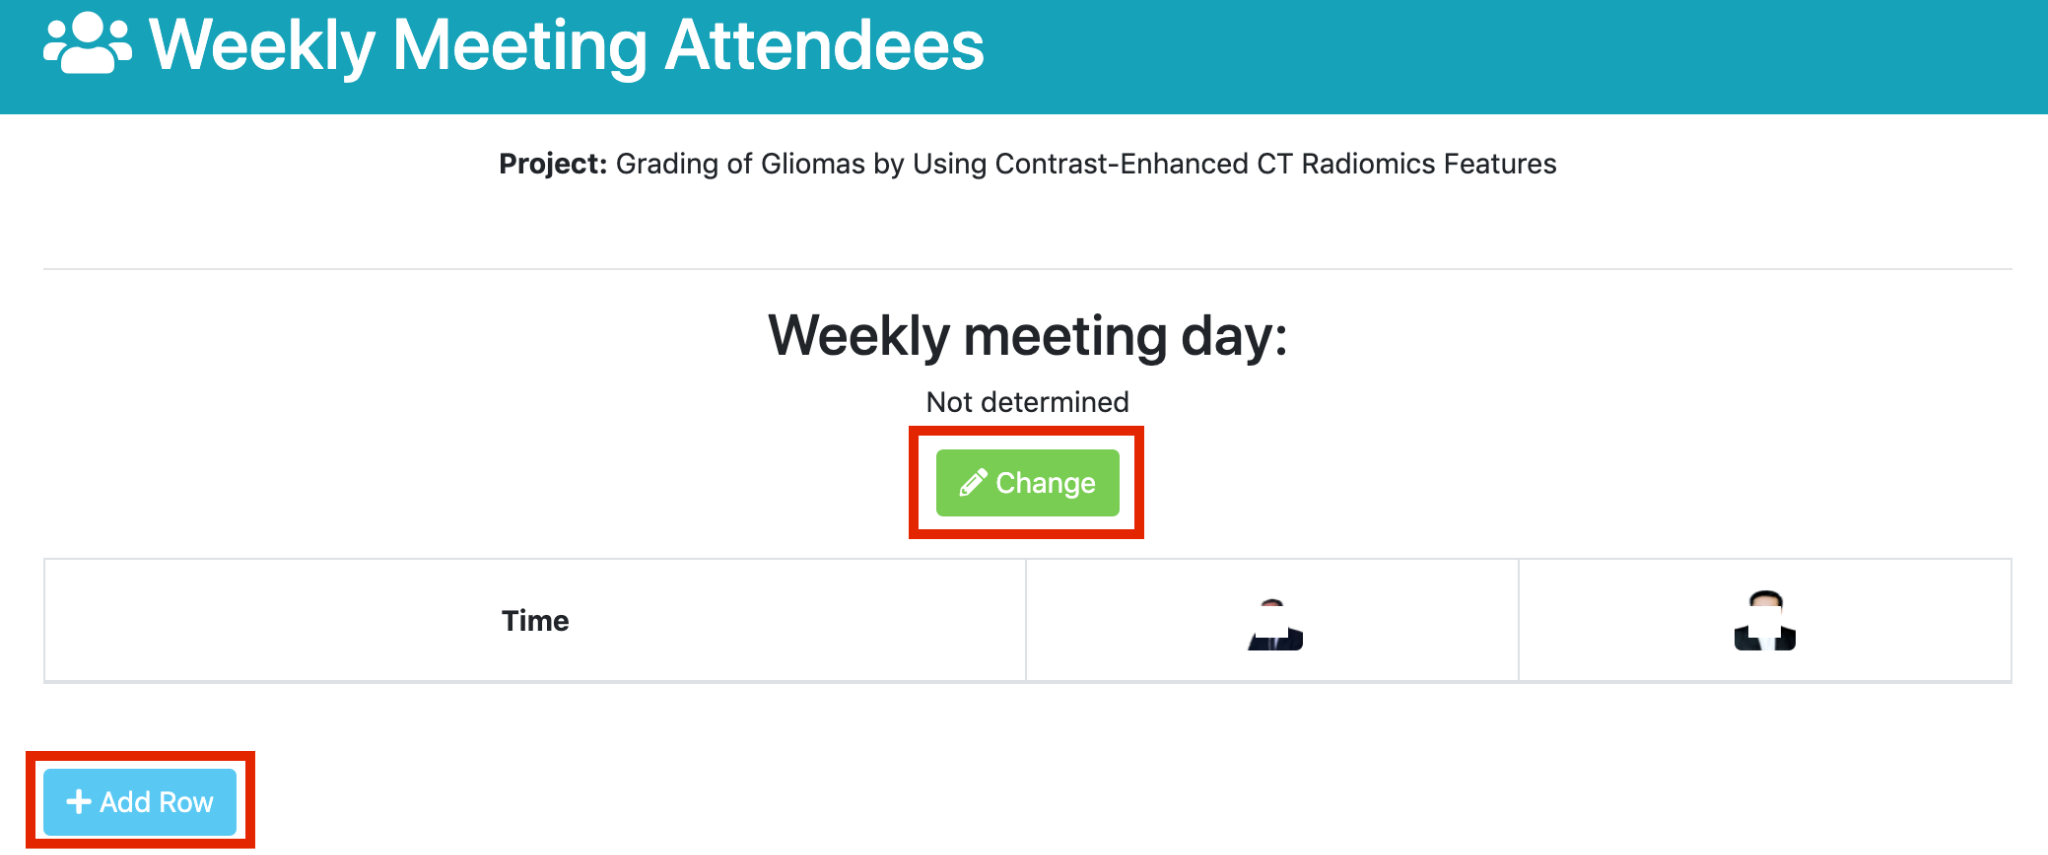 Weekly Meeting Attendees
Project: Grading of Gliomas by Using Contrast-Enhanced CT Radiomics Features
Weekly meeting day:
Not determined
Change
Time
Add Row